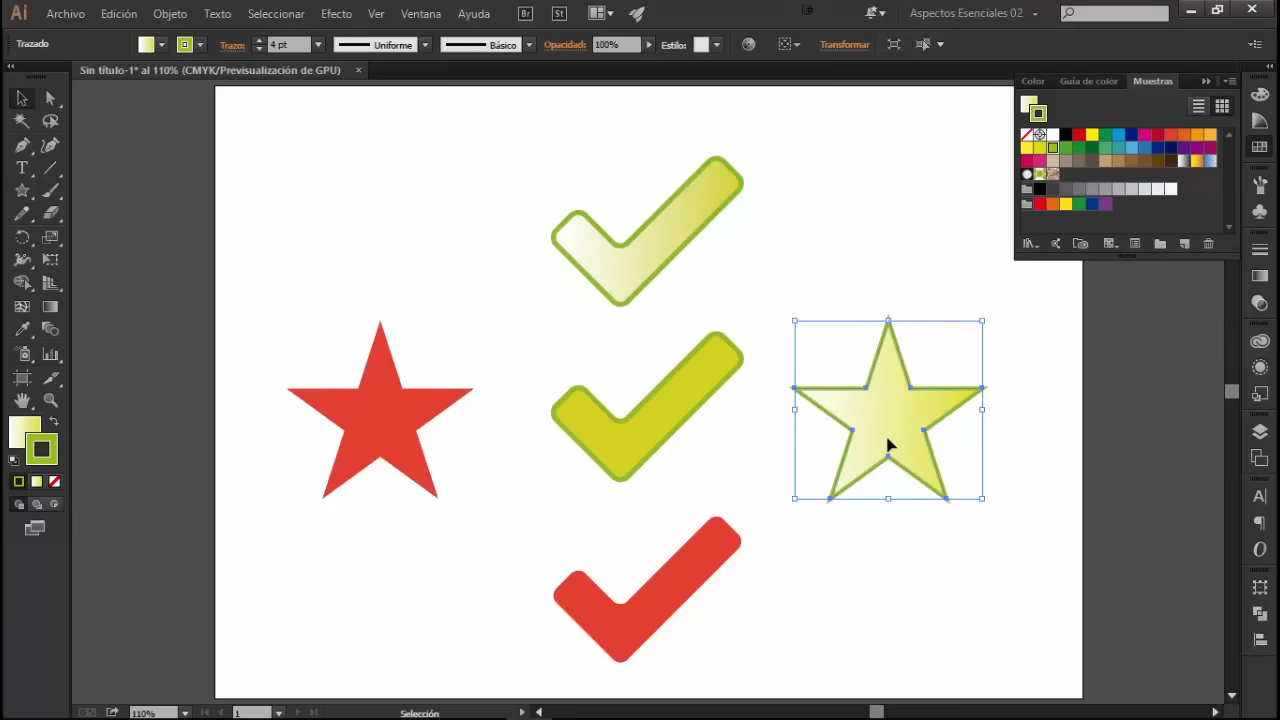 Ai Archivo Edición Objeto Texto Seleccionar Efecto Ver Ventana Ayuda Br St Aspectos Esenciales 02
Trazado Trazo: 4 pt Uniforme Básico Opacidad: 100% Estilo: Transformar
Sin título-1* al 110% (CMYK/Previsualización de GPU) ×
Color Guía de color Muestras
110% 1 Selección